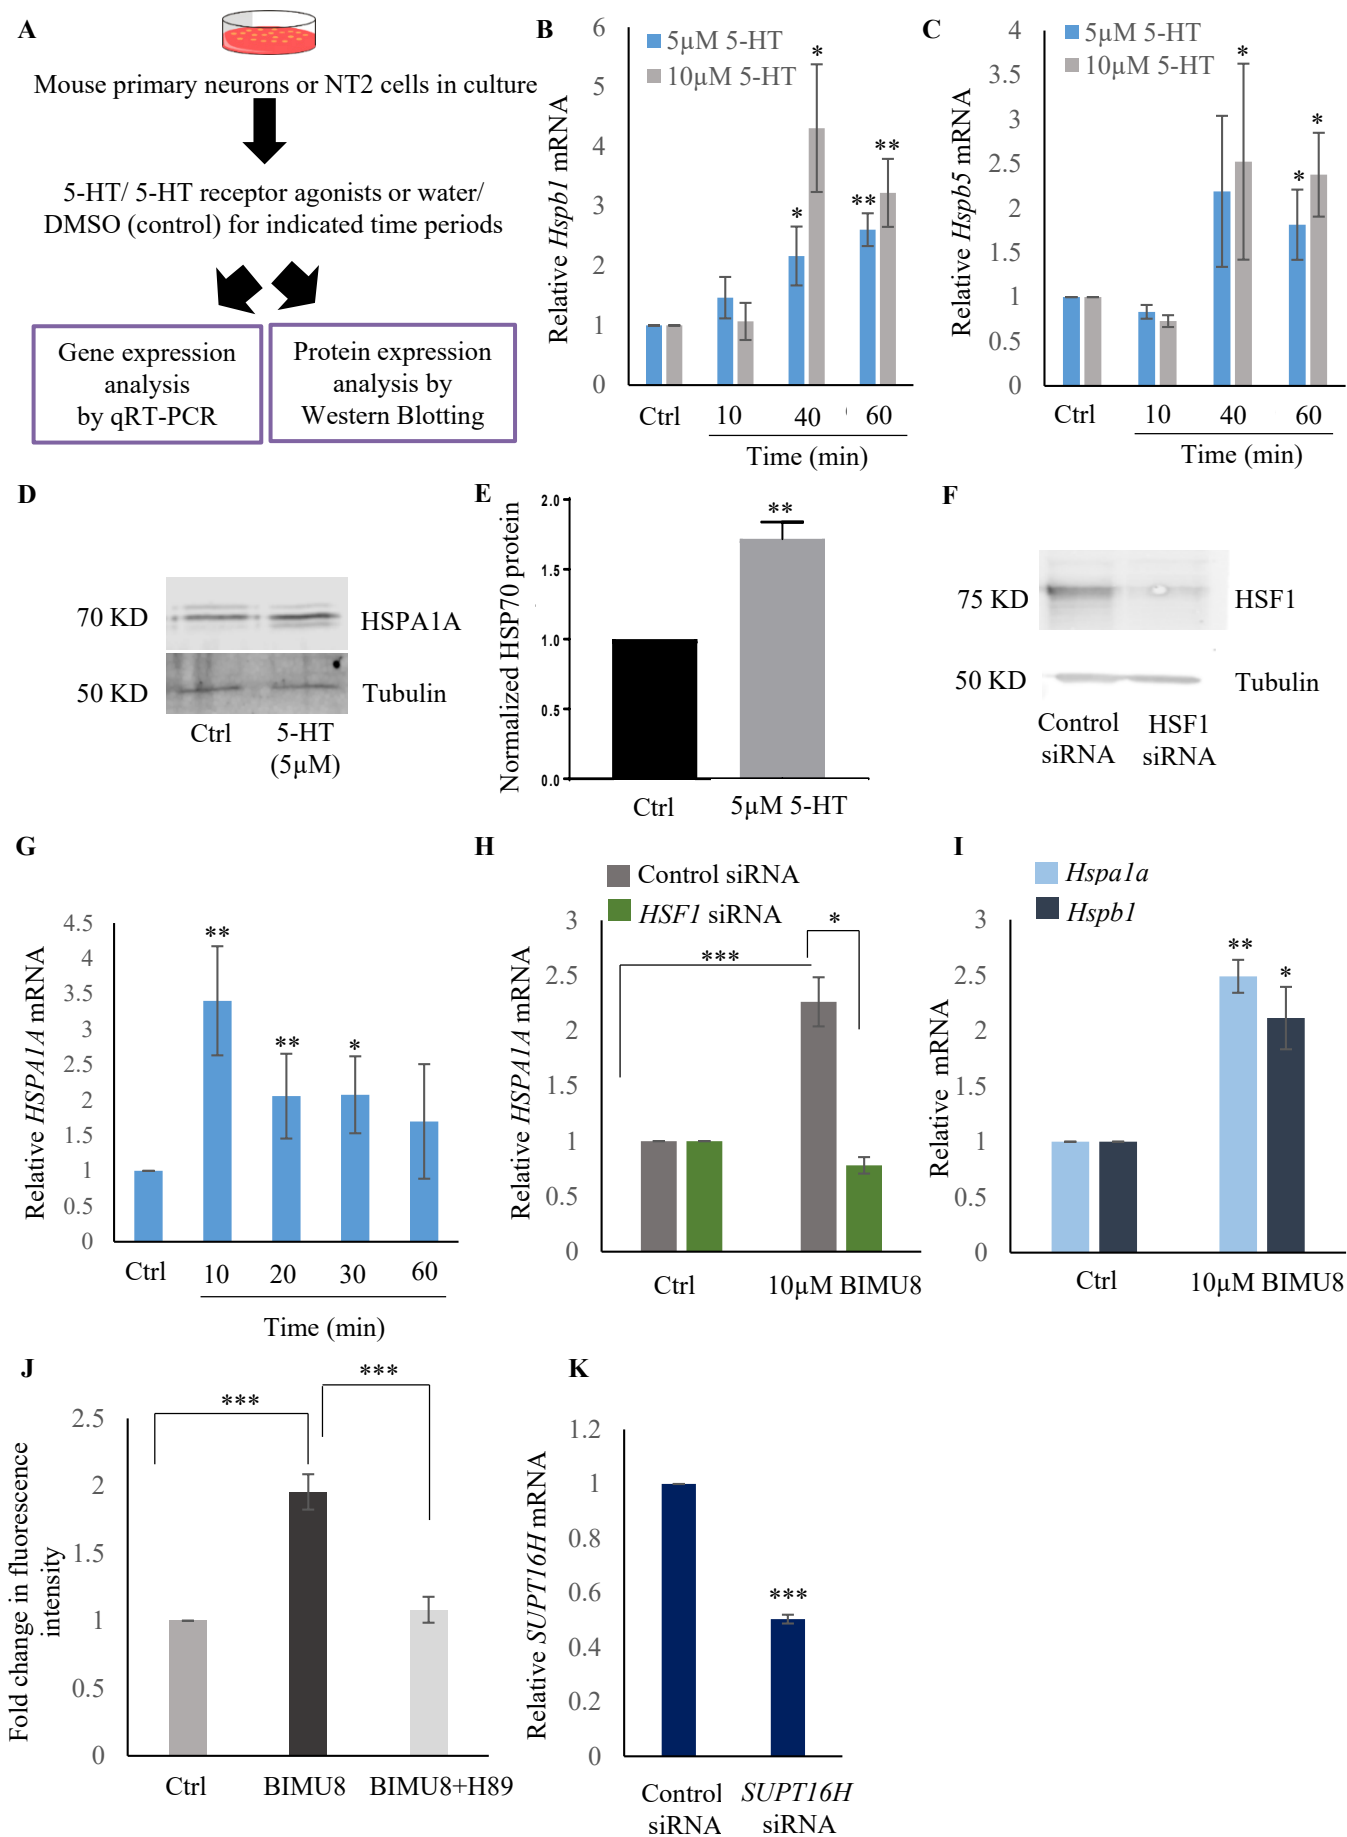 A
Mouse primary neurons or NT2 cells in culture
5-HT/ 5-HT receptor agonists or water/
DMSO (control) for indicated time periods
Gene expression
analysis
by qRT-PCR
Protein expression
analysis by
Western Blotting
B
Relative Hspb1 mRNA
6
5
4
3
2
1
0
5µM 5-HT
10µM 5-HT
*
*
**
**
Ctrl
10
40
60
Time (min)
C
Relative Hspb5 mRNA
4
3.5
3
2.5
2
1.5
1
0.5
0
5µM 5-HT
10µM 5-HT
*
*
*
Ctrl
10
40
60
Time (min)
D
70 KD
HSPA1A
50 KD
Tubulin
Ctrl
5-HT
(5µM)
E
Normalized HSP70 protein
2.0
1.5
1.0
0.5
0.0
**
Ctrl
5µM 5-HT
F
75 KD
HSF1
50 KD
Tubulin
Control
siRNA
HSF1
siRNA
G
Relative HSPA1A mRNA
4.5
4
3.5
3
2.5
2
1.5
1
0.5
0
**
**
*
Ctrl
10
20
30
60
Time (min)
H
Control siRNA
HSF1 siRNA
Relative HSPA1A mRNA
3
2.5
2
1.5
1
0.5
0
***
*
Ctrl
10µM BIMU8
I
Hspa1a
Hspb1
Relative mRNA
3
2.5
2
1.5
1
0.5
0
**
*
Ctrl
10µM BIMU8
J
Fold change in fluorescence
intensity
2.5
2
1.5
1
0.5
0
***
***
Ctrl
BIMU8
BIMU8+H89
K
Relative SUPT16H mRNA
1.2
1
0.8
0.6
0.4
0.2
0
***
Control
siRNA
SUPT16H
siRNA